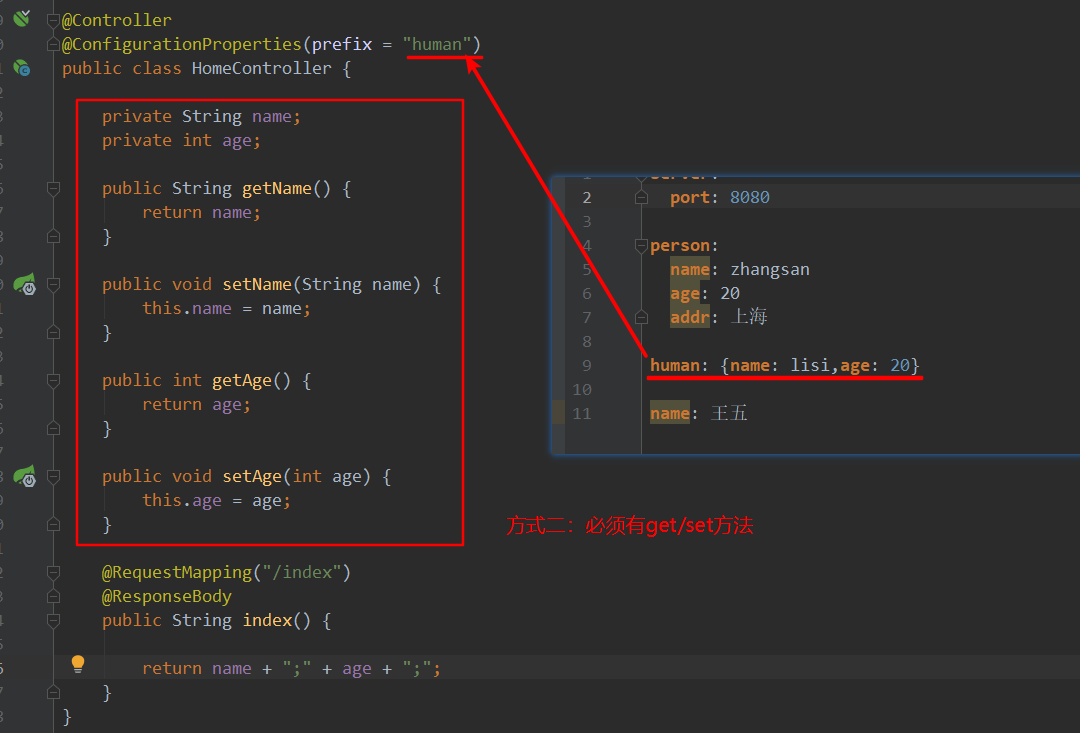 @Controller
@ConfigurationProperties(prefix = "human")
public class HomeController {
private String name;
private int age;
public String getName() {
return name;
}
public void setName(String name) {
this.name = name;
}
public int getAge() {
return age;
}
public void setAge(int age) {
this.age = age;
}
@RequestMapping("/index")
@ResponseBody
public String index() {
return name + ";" + age + ";";
}
}
2 port: 8080
3
4 person:
5 name: zhangsan
6 age: 20
7 addr: 上海
8
9 human: {name: lisi,age: 20}
10
11 name: 王五
方式二：必须有get/set方法